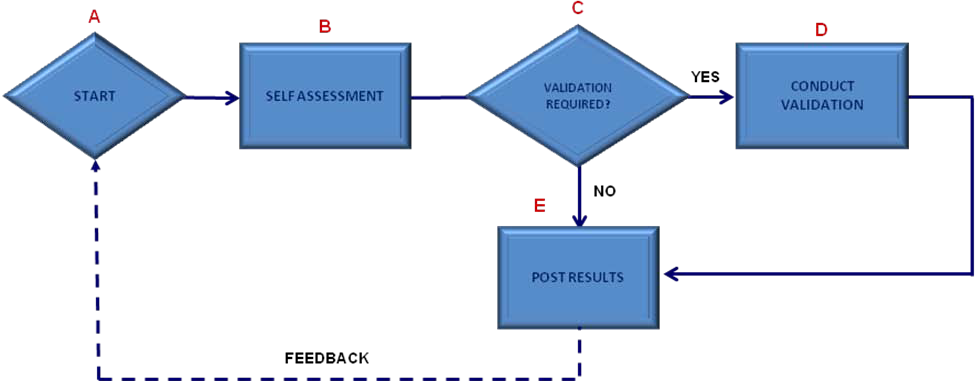 A
B
C
D
START
SELF ASSESSMENT
VALIDATION
REQUIRED?
YES
CONDUCT
VALIDATION
NO
E
POST RESULTS
FEEDBACK